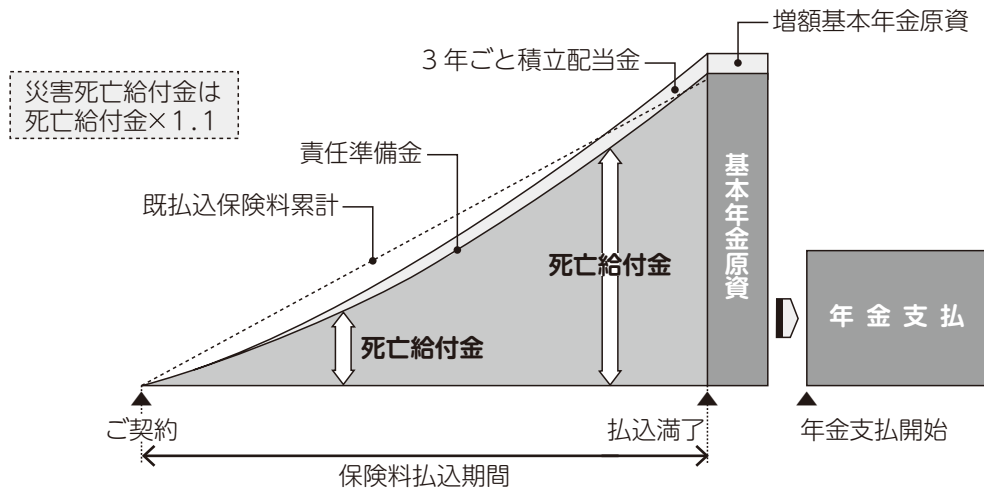 増額基本年金原資
3年ごと積立配当金
災害死亡給付金は
死亡給付金×1.1
責任準備金
既払込保険料累計
基本年金原資
死亡給付金
死亡給付金
年金支払
ご契約
払込満了
年金支払開始
保険料払込期間